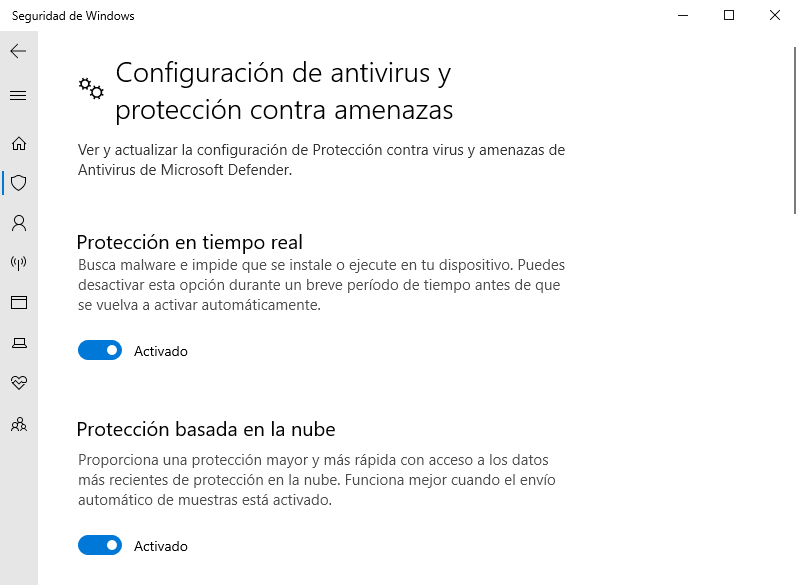 Seguridad de Windows
Configuración de antivirus y
protección contra amenazas
Ver y actualizar la configuración de Protección contra virus y amenazas de
Antivirus de Microsoft Defender.
Protección en tiempo real
Busca malware e impide que se instale o ejecute en tu dispositivo. Puedes
desactivar esta opción durante un breve período de tiempo antes de que
se vuelva a activar automáticamente.
Activado
Protección basada en la nube
Proporciona una protección mayor y más rápida con acceso a los datos
más recientes de protección en la nube. Funciona mejor cuando el envío
automático de muestras está activado.
Activado